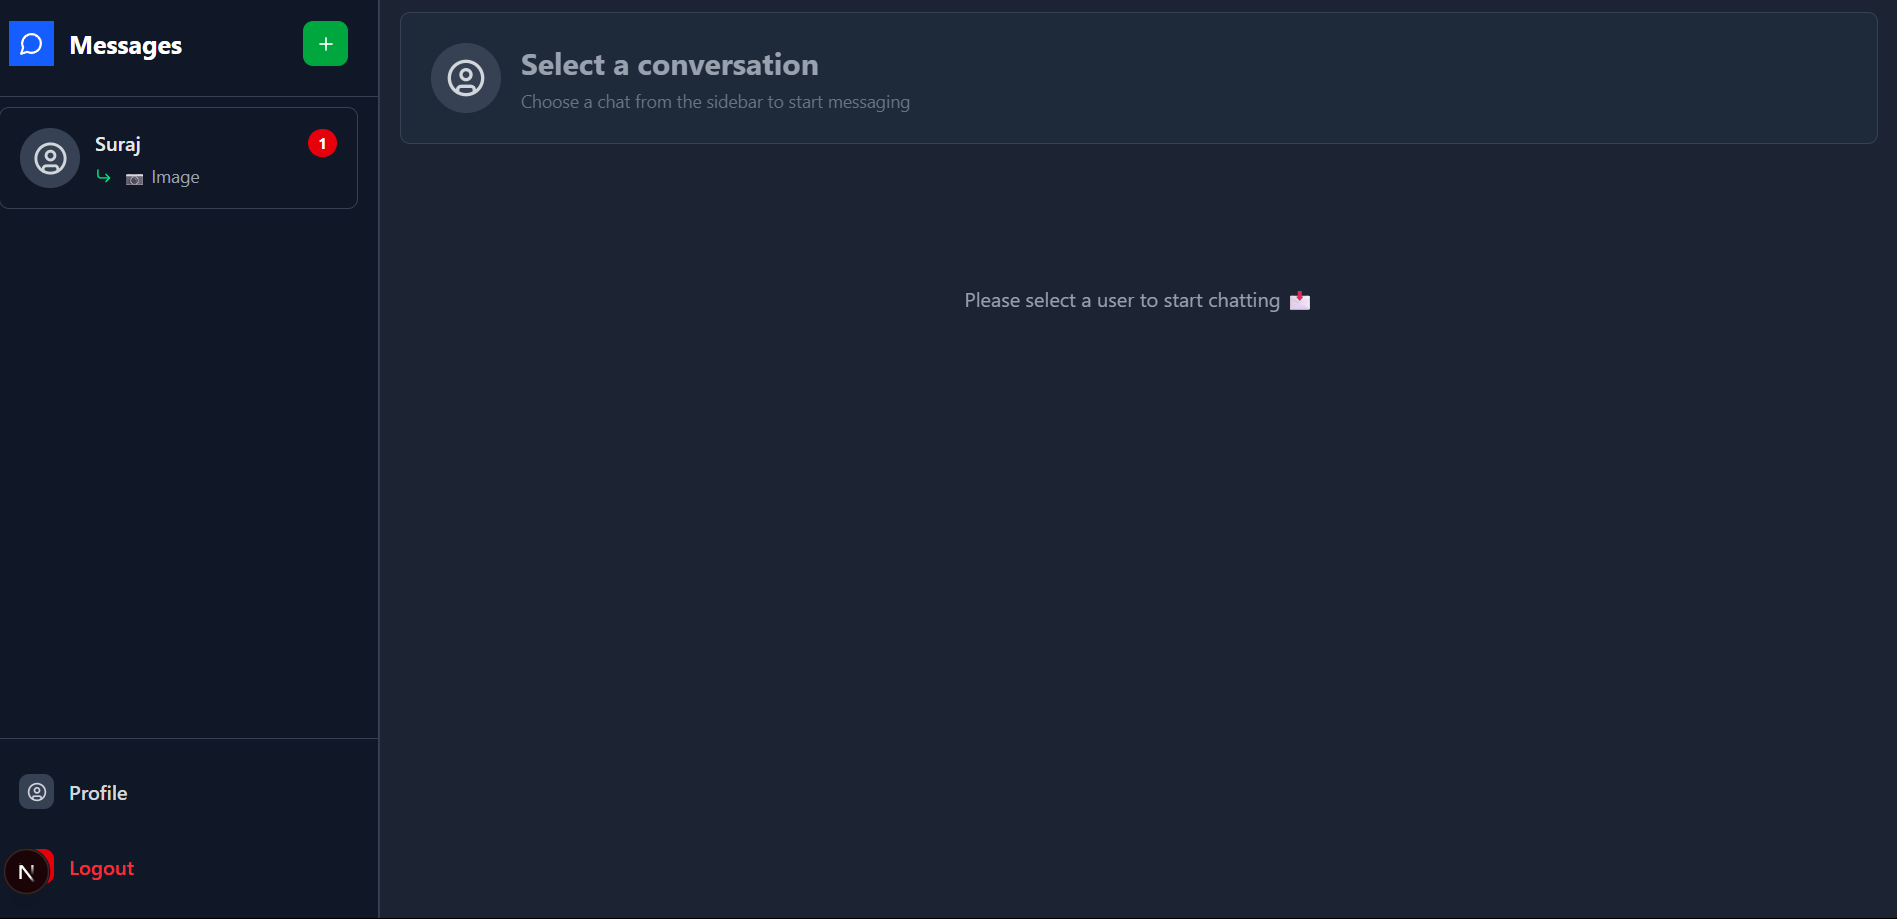 Messages
Suraj
1
Image
Profile
N
Logout
Select a conversation
Choose a chat from the sidebar to start messaging
Please select a user to start chatting